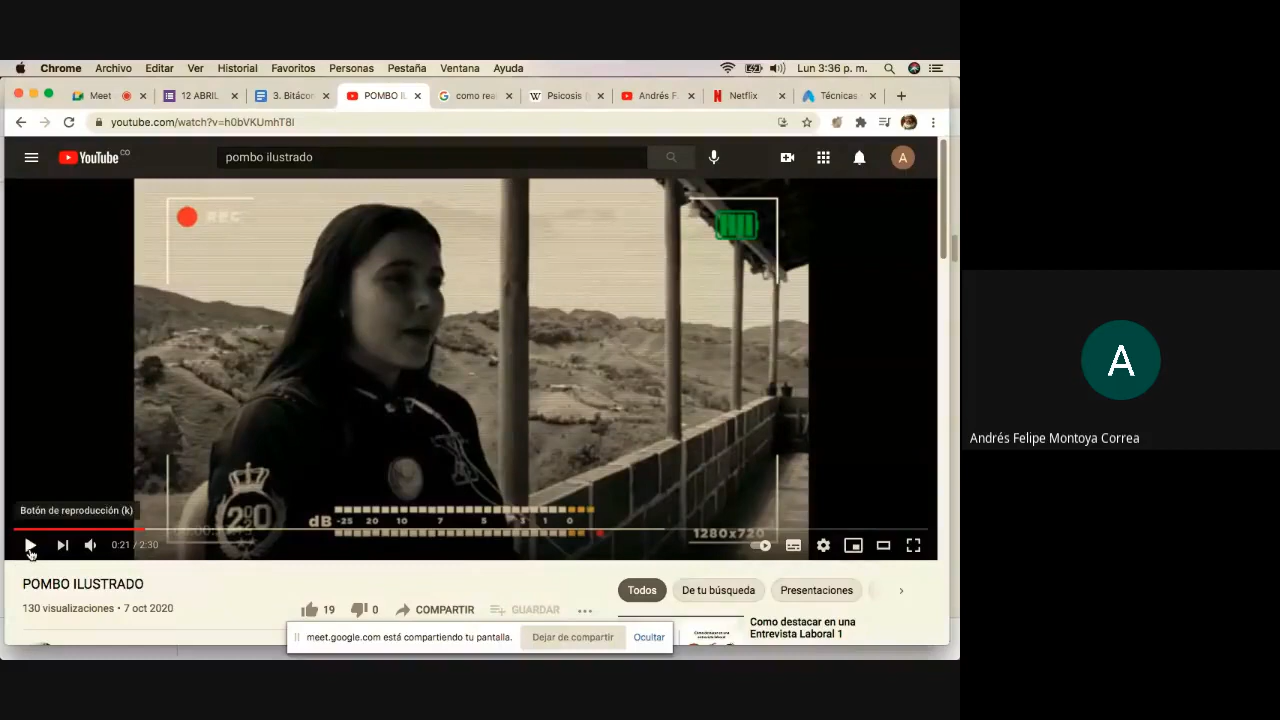 Chrome Archivo Editar Ver Historial Favoritos Personas Pestaña Ventana Ayuda Lun 3:36 p. m.
Meet 12 ABRIL 3. Bitácor POMBO IL como rea Psicosis Andrés F Netflix Técnicas
youtube.com/watch?v=h0bVKUmhT8I
YouTube CO pombo ilustrado A
REC
A
Andrés Felipe Montoya Correa
2020
dB -25 20 10 7 5 3 1 0
1280x720
Botón de reproducción (k)
0:21 / 2:30
POMBO ILUSTRADO
130 visualizaciones • 7 oct 2020
19 0 COMPARTIR GUARDAR
Todos De tu búsqueda Presentaciones
Como destacar en una
Entrevista Laboral 1
meet.google.com está compartiendo tu pantalla. Dejar de compartir Ocultar